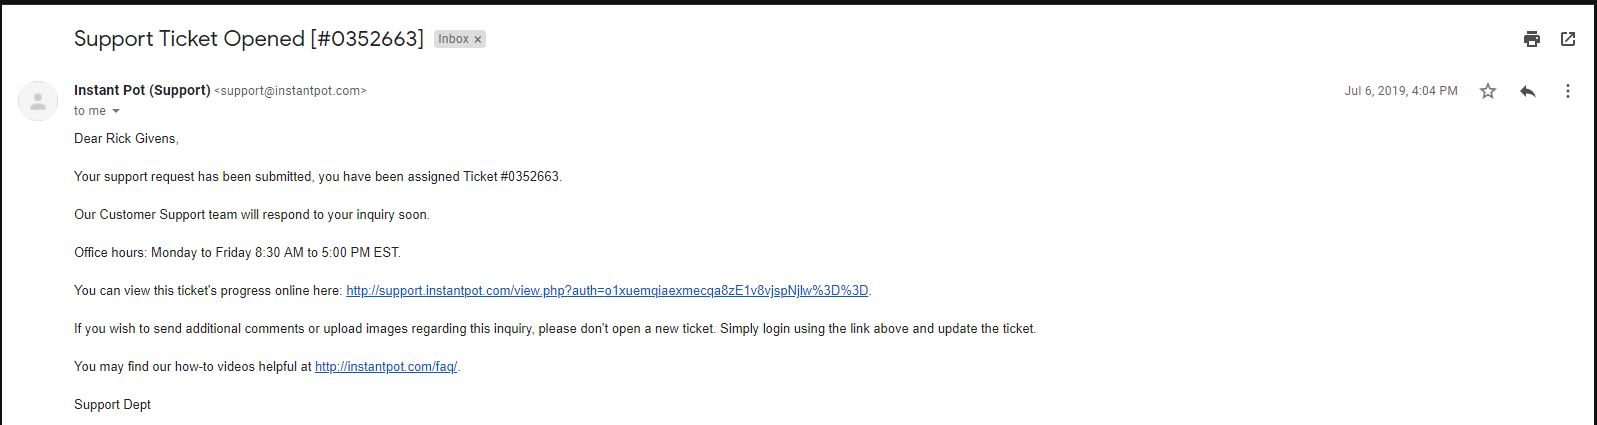 Support Ticket Opened [#0352663] Inbox x
Instant Pot (Support) <support@instantpot.com> Jul 6, 2019, 4:04 PM
to me
Dear Rick Givens,
Your support request has been submitted, you have been assigned Ticket #0352663.
Our Customer Support team will respond to your inquiry soon.
Office hours: Monday to Friday 8:30 AM to 5:00 PM EST.
You can view this ticket's progress online here: http://support.instantpot.com/view.php?auth=o1xuemqiaexmecqa8zE1v8vjspNjlw%3D%3D.
If you wish to send additional comments or upload images regarding this inquiry, please don't open a new ticket. Simply login using the link above and update the ticket.
You may find our how-to videos helpful at http://instantpot.com/faq/.
Support Dept